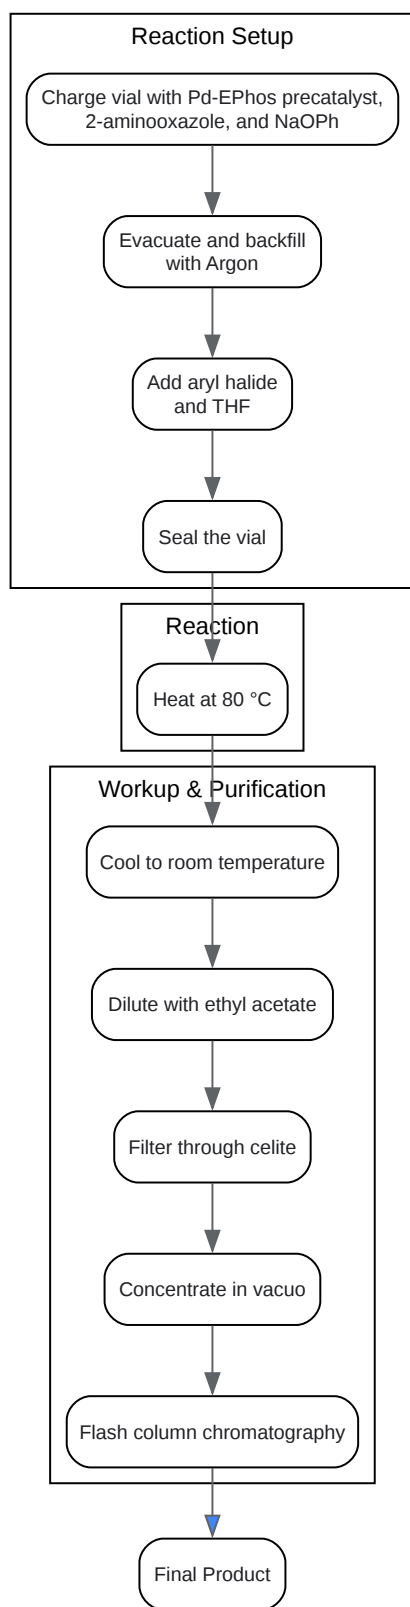 Reaction Setup
Charge vial with Pd-EPhos precatalyst,
2-aminooxazole, and NaOPh
Evacuate and backfill
with Argon
Add aryl halide
and THF
Seal the vial
Reaction
Heat at 80 °C
Workup & Purification
Cool to room temperature
Dilute with ethyl acetate
Filter through celite
Concentrate in vacuo
Flash column chromatography
Final Product